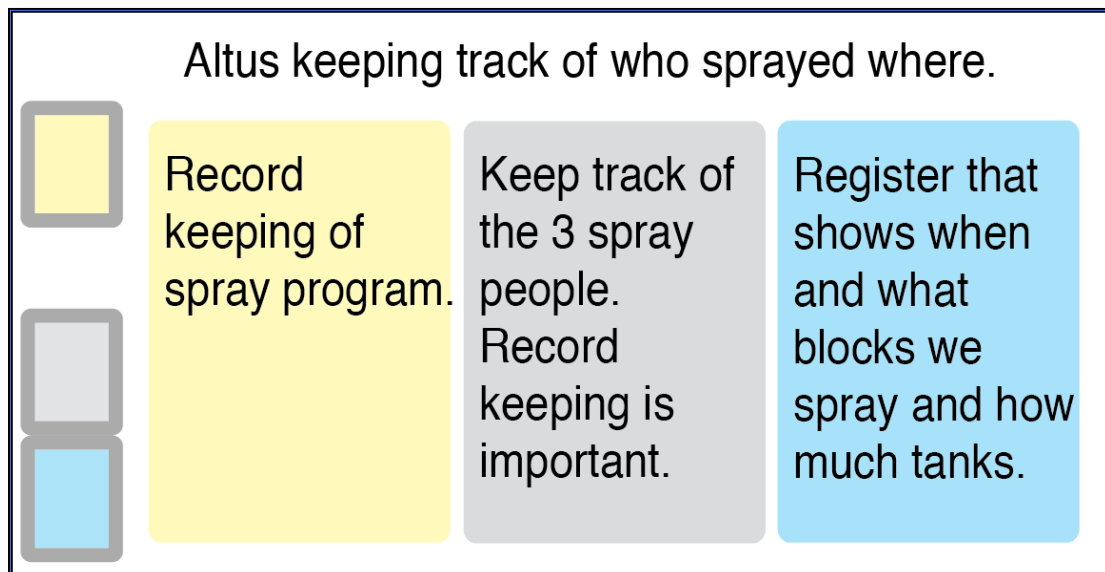 Altus keeping track of who sprayed where.
Record
keeping of
spray program.
Keep track of
the 3 spray
people.
Record
keeping is
important.
Register that
shows when
and what
blocks we
spray and how
much tanks.